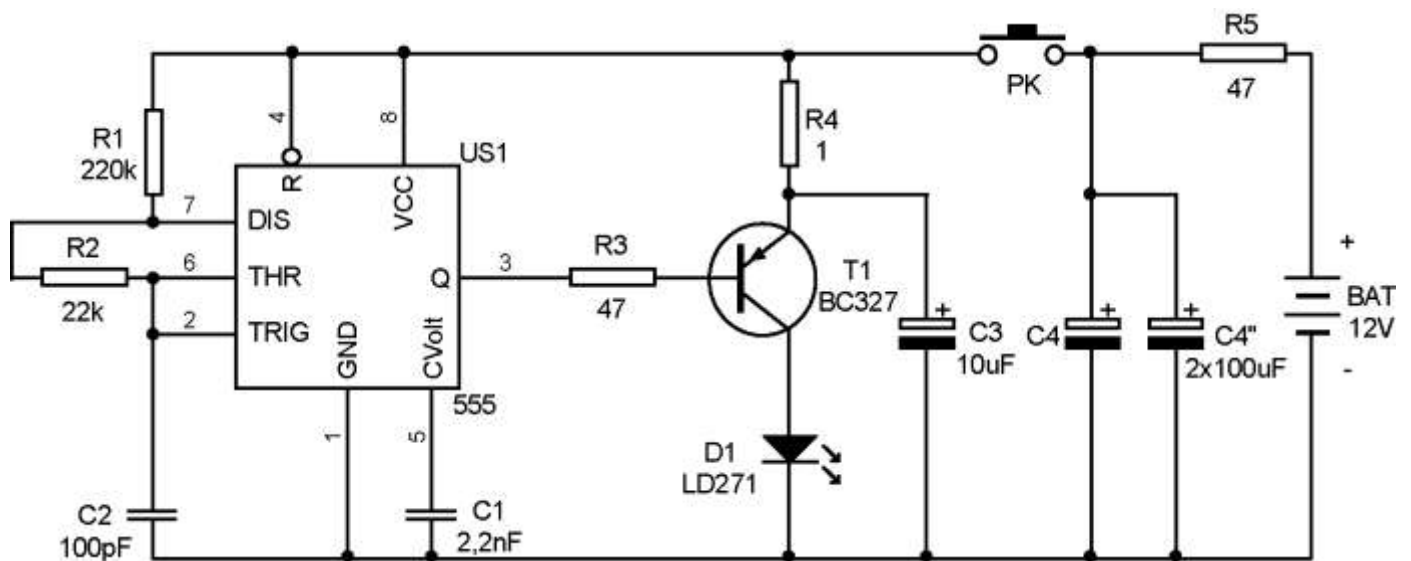 R5
PK
47
R1
220k
4
8
US1
R4
1
R
VCC
7
DIS
R2
22k
6
THR
Q
3
R3
47
T1
BC327
2
TRIG
GND
CVolt
555
C3
10uF
C4
C4"
2x100uF
+
+
+
BAT
12V
-
1
5
D1
LD271
C2
100pF
C1
2,2nF